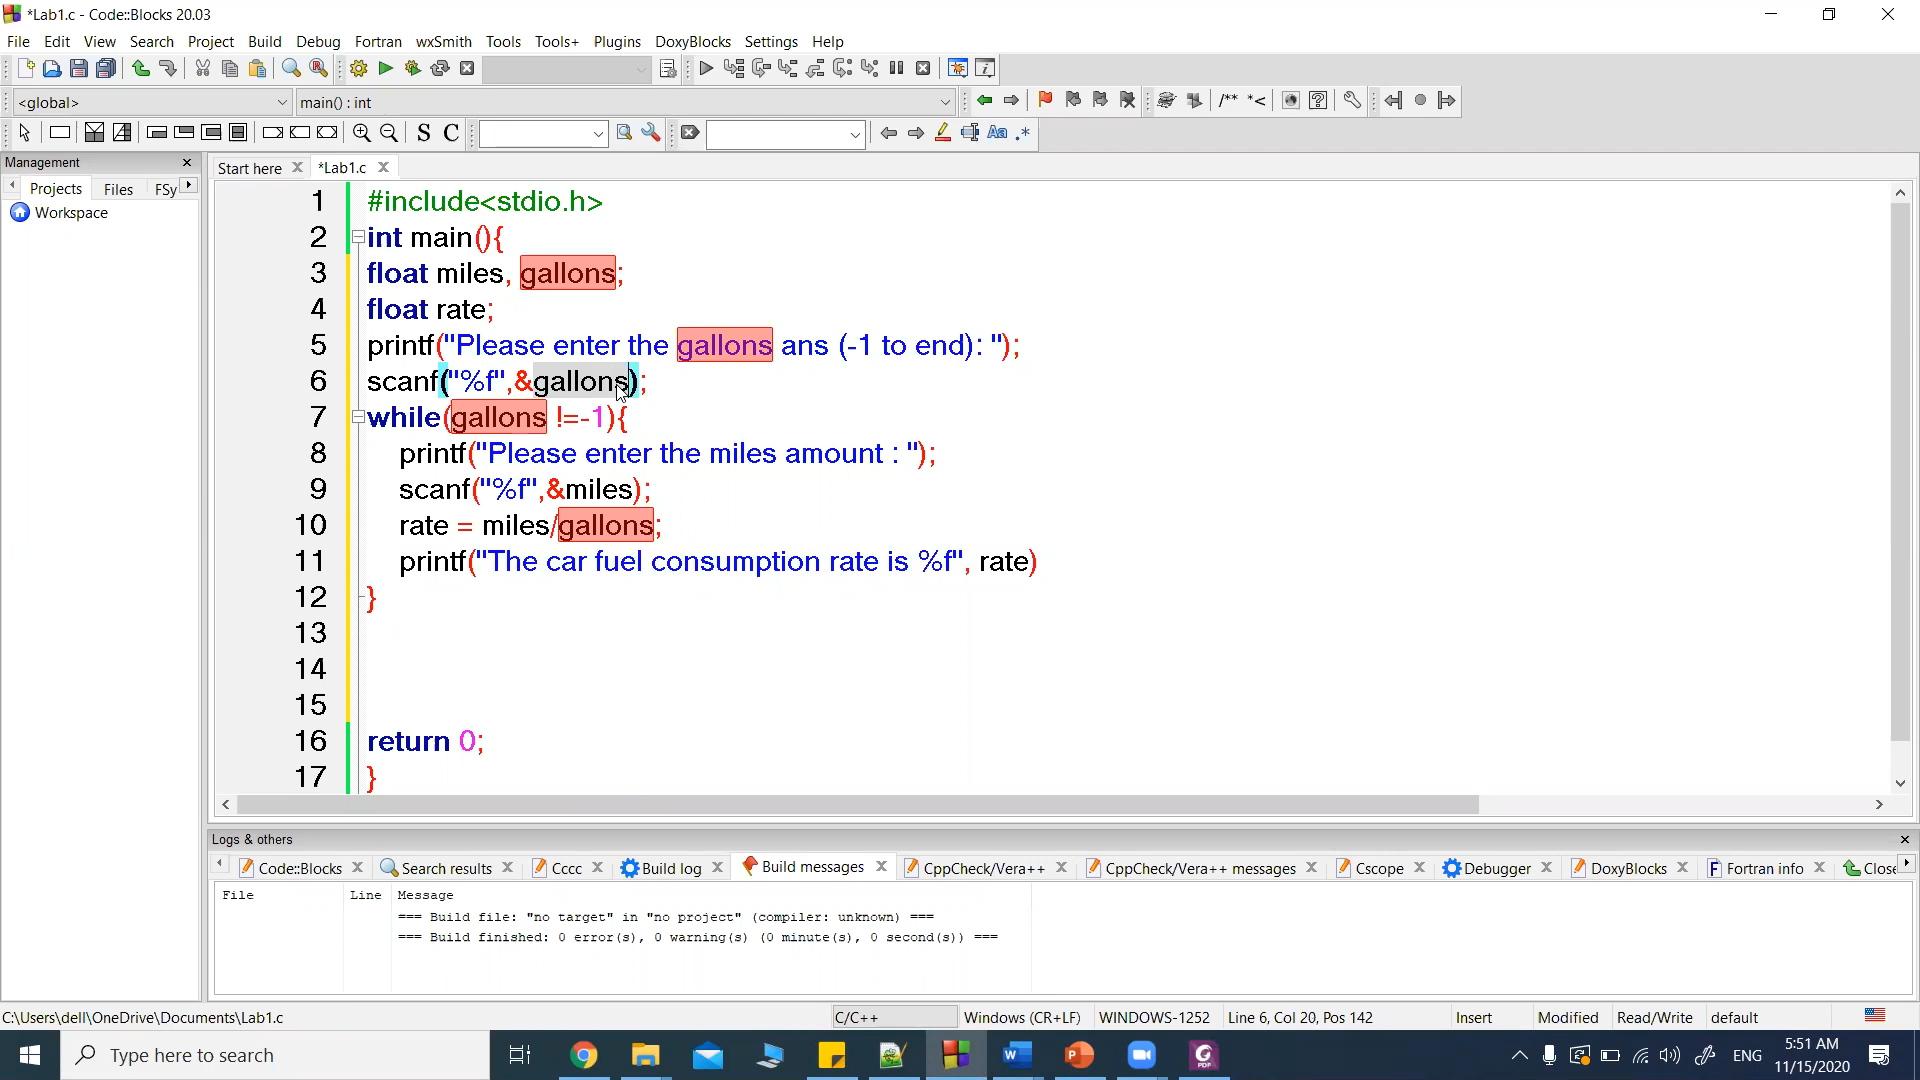 *Lab1.c - Code::Blocks 20.03
File Edit View Search Project Build Debug Fortran wxSmith Tools Tools+ Plugins DoxyBlocks Settings Help
<global> main() : int
/** *<
S C Aa .*
Management
Projects Files FSy
Workspace
Start here *Lab1.c
1 #include<stdio.h>
2 int main(){
3 float miles, gallons;
4 float rate;
5 printf("Please enter the gallons ans (-1 to end): ");
6 scanf("%f",&gallons);
7 while(gallons !=-1){
8 printf("Please enter the miles amount : ");
9 scanf("%f",&miles);
10 rate = miles/gallons;
11 printf("The car fuel consumption rate is %f", rate)
12 }
13
14
15
16 return 0;
17 }
Logs & others
Code::Blocks Search results Cccc Build log Build messages CppCheck/Vera++ CppCheck/Vera++ messages Cscope Debugger DoxyBlocks Fortran info Close
File Line Message
=== Build file: "no target" in "no project" (compiler: unknown) ===
=== Build finished: 0 error(s), 0 warning(s) (0 minute(s), 0 second(s)) ===
C:\Users\dell\OneDrive\Documents\Lab1.c C/C++ Windows (CR+LF) WINDOWS-1252 Line 6, Col 20, Pos 142 Insert Modified Read/Write default
Type here to search
ENG
5:51 AM
11/15/2020